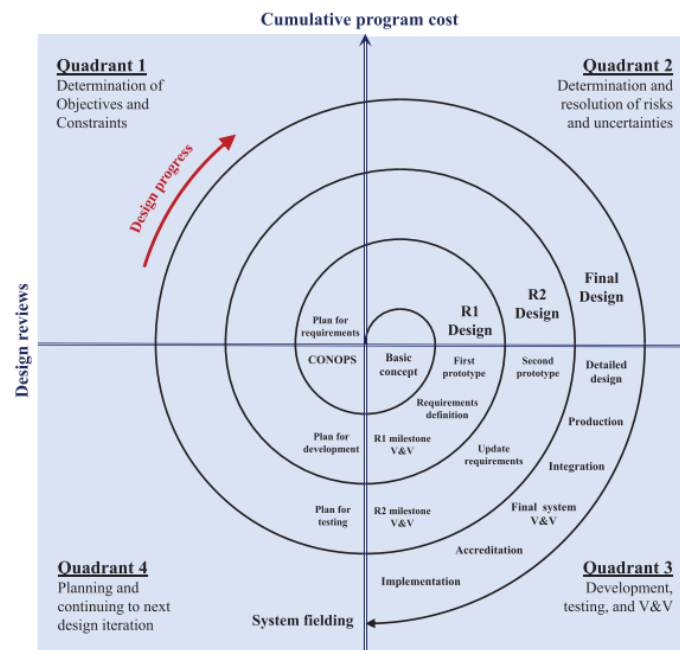 Cumulative program cost
Quadrant 1
Determination of
Objectives and
Constraints
Quadrant 2
Determination and
resolution of risks
and uncertainties
Design progress
Design reviews
Plan for
requirements
R1
Design
R2
Design
Final
Design
CONOPS
Basic
concept
First
prototype
Second
prototype
Detailed
design
Requirements
definition
Production
Plan for
development
R1 milestone
V&V
Update
requirements
Integration
Plan for
testing
R2 milestone
V&V
Final system
V&V
Accreditation
Implementation
Quadrant 4
Planning and
continuing to next
design iteration
Quadrant 3
Development,
testing, and V&V
System fielding